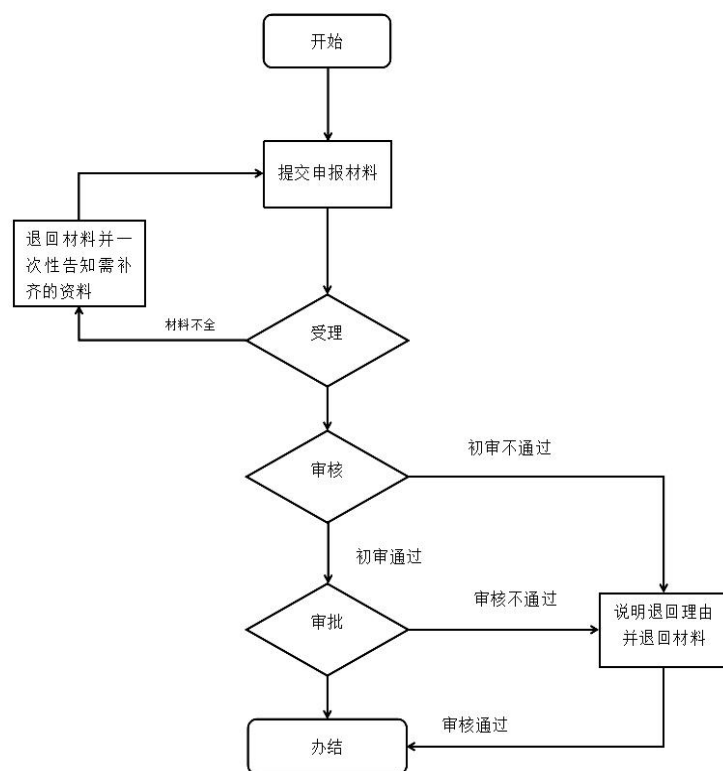 开始
提交申报材料
退回材料并一
次性告知需补
齐的资料
材料不全
受理
审核
初审不通过
初审通过
审批
审核不通过
说明退回理由
并退回材料
审核通过
办结